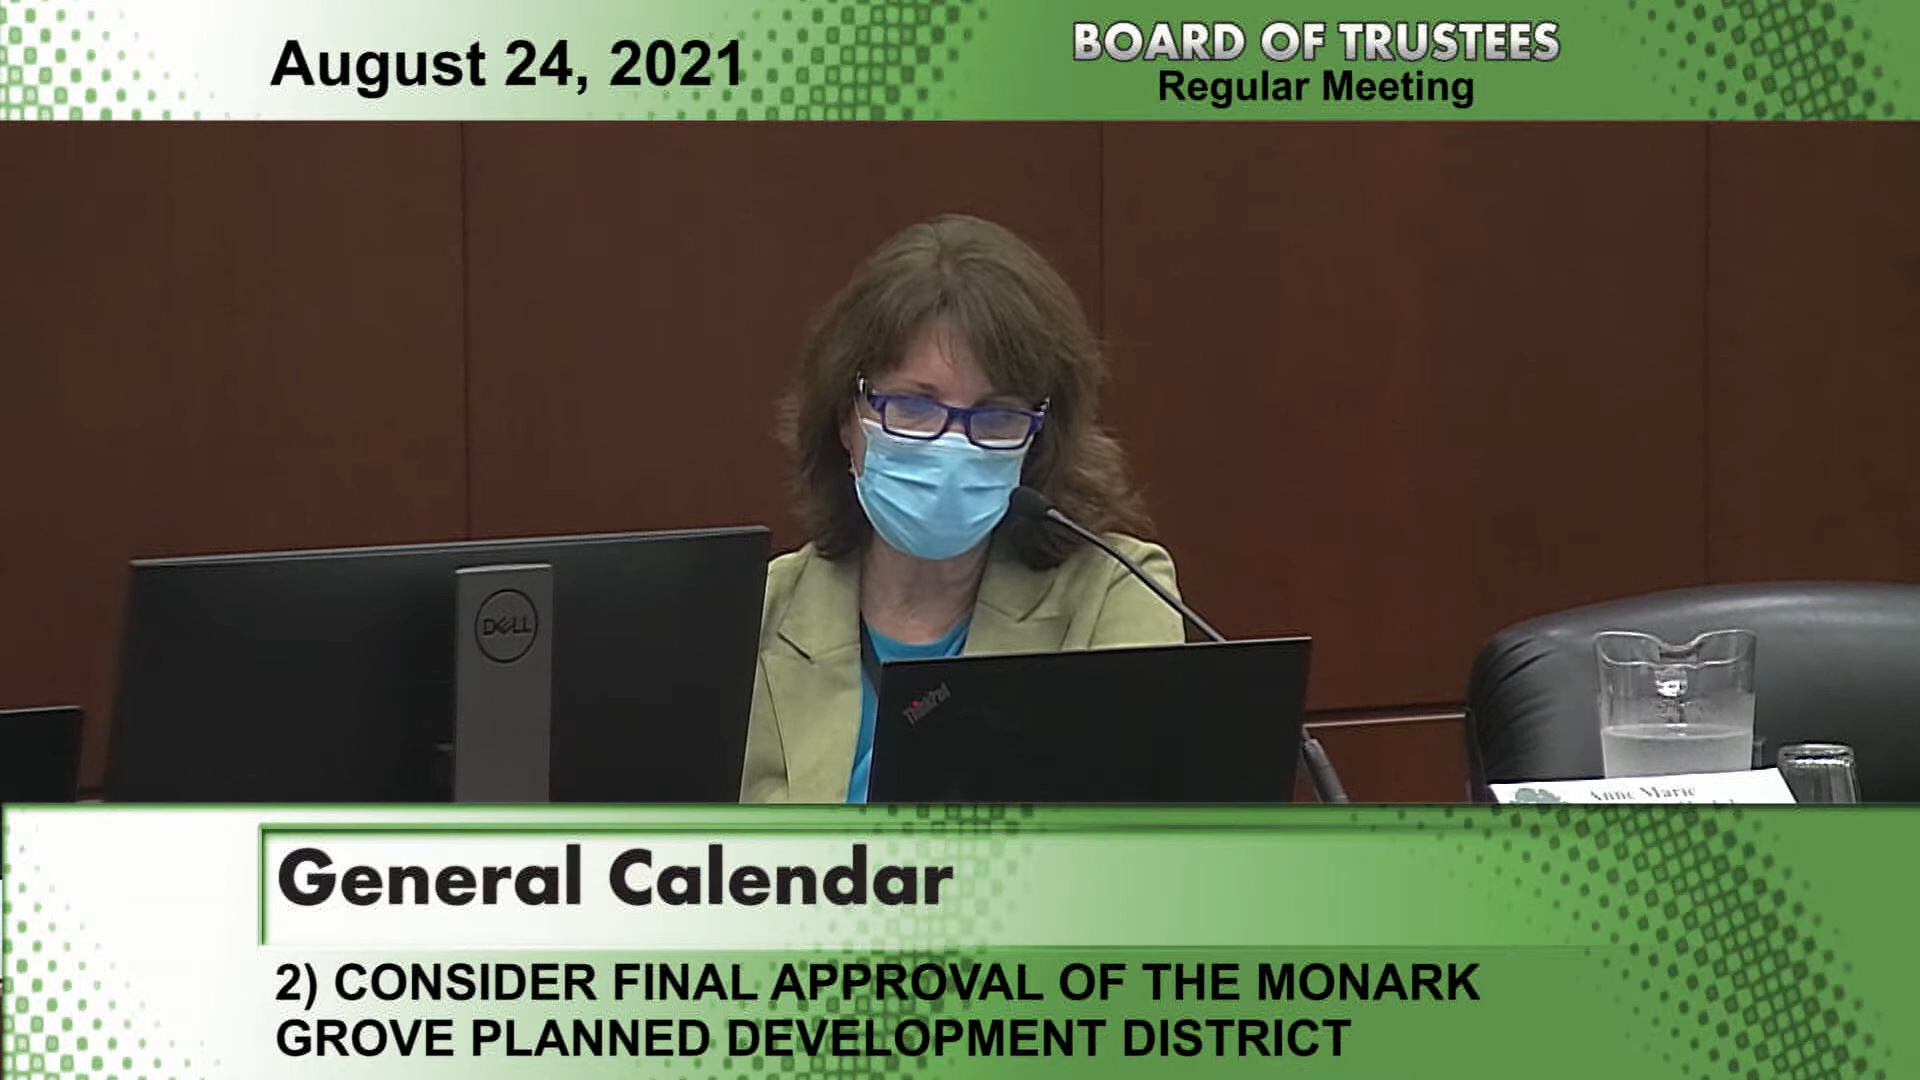 August 24, 2021
BOARD OF TRUSTEES
Regular Meeting
DELL
ThinkPad
Anne Marie
General Calendar
2) CONSIDER FINAL APPROVAL OF THE MONARK
GROVE PLANNED DEVELOPMENT DISTRICT